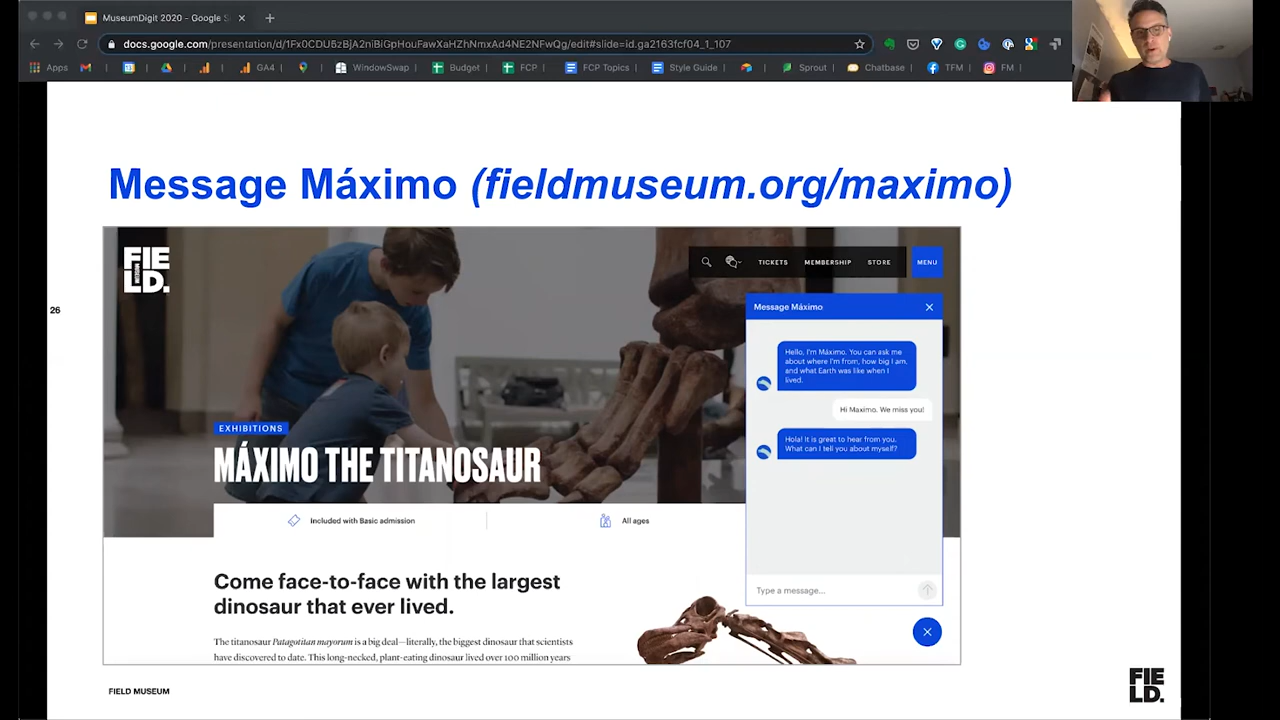 MuseumDigit 2020 - Google S
docs.google.com/presentation/d/1Fx0CDU5zBjA2niBiGpHouFawXaHZhNmxAd4NE2NFwQg/edit#slide=id.ga2163fcf04_1_107
Apps GA4 WindowSwap Budget FCP FCP Topics Style Guide Sprout Chatbase TFM FM
Message Máximo (fieldmuseum.org/maximo)
FIE
LD.
MUSEUM
TICKETS MEMBERSHIP STORE MENU
Message Máximo
Hello, I'm Máximo. You can ask me
about where I'm from, how big I am,
and what Earth was like when I
lived.
Hi Maximo. We miss you!
Hola! It is great to hear from you.
What can I tell you about myself?
Type a message...
EXHIBITIONS
MÁXIMO THE TITANOSAUR
Included with Basic admission
All ages
Come face-to-face with the largest
dinosaur that ever lived.
The titanosaur Patagotitan mayorum is a big deal—literally, the biggest dinosaur that scientists
have discovered to date. This long-necked, plant-eating dinosaur lived over 100 million years
26
FIELD MUSEUM
FIE
LD.